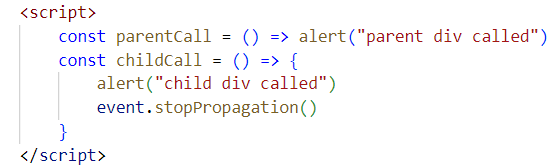 <script>
const parentCall = () => alert("parent div called")
const childCall = () => {
alert("child div called")
event.stopPropagation()
}
</script>